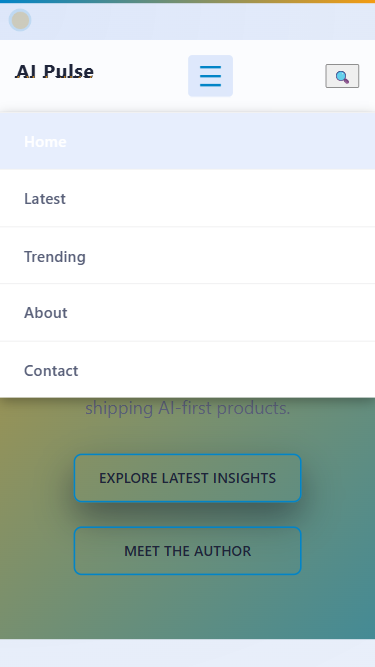 AI Pulse
Home
Latest
Trending
About
Contact
shipping AI-first products.
EXPLORE LATEST INSIGHTS
MEET THE AUTHOR